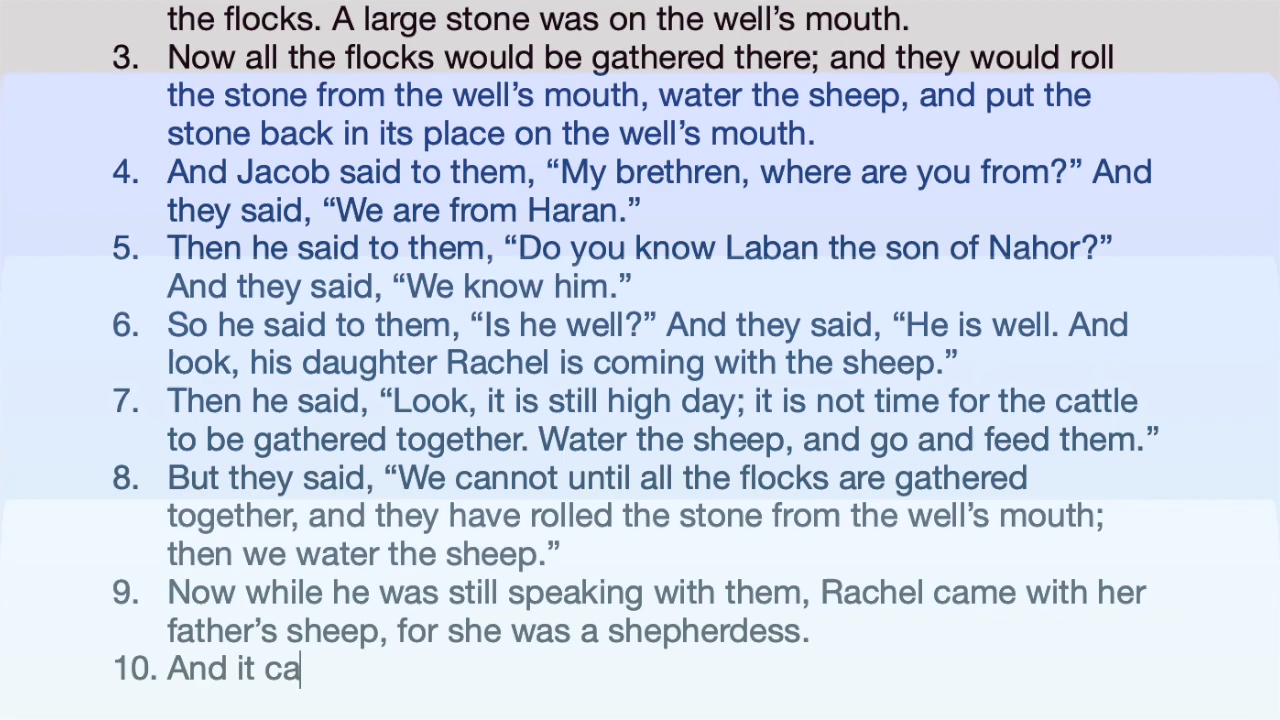 the flocks. A large stone was on the well’s mouth.
3. Now all the flocks would be gathered there; and they would roll
the stone from the well’s mouth, water the sheep, and put the
stone back in its place on the well’s mouth.
4. And Jacob said to them, “My brethren, where are you from?” And
they said, “We are from Haran.”
5. Then he said to them, “Do you know Laban the son of Nahor?”
And they said, “We know him.”
6. So he said to them, “Is he well?” And they said, “He is well. And
look, his daughter Rachel is coming with the sheep.”
7. Then he said, “Look, it is still high day; it is not time for the cattle
to be gathered together. Water the sheep, and go and feed them.”
8. But they said, “We cannot until all the flocks are gathered
together, and they have rolled the stone from the well’s mouth;
then we water the sheep.”
9. Now while he was still speaking with them, Rachel came with her
father’s sheep, for she was a shepherdess.
10. And it ca